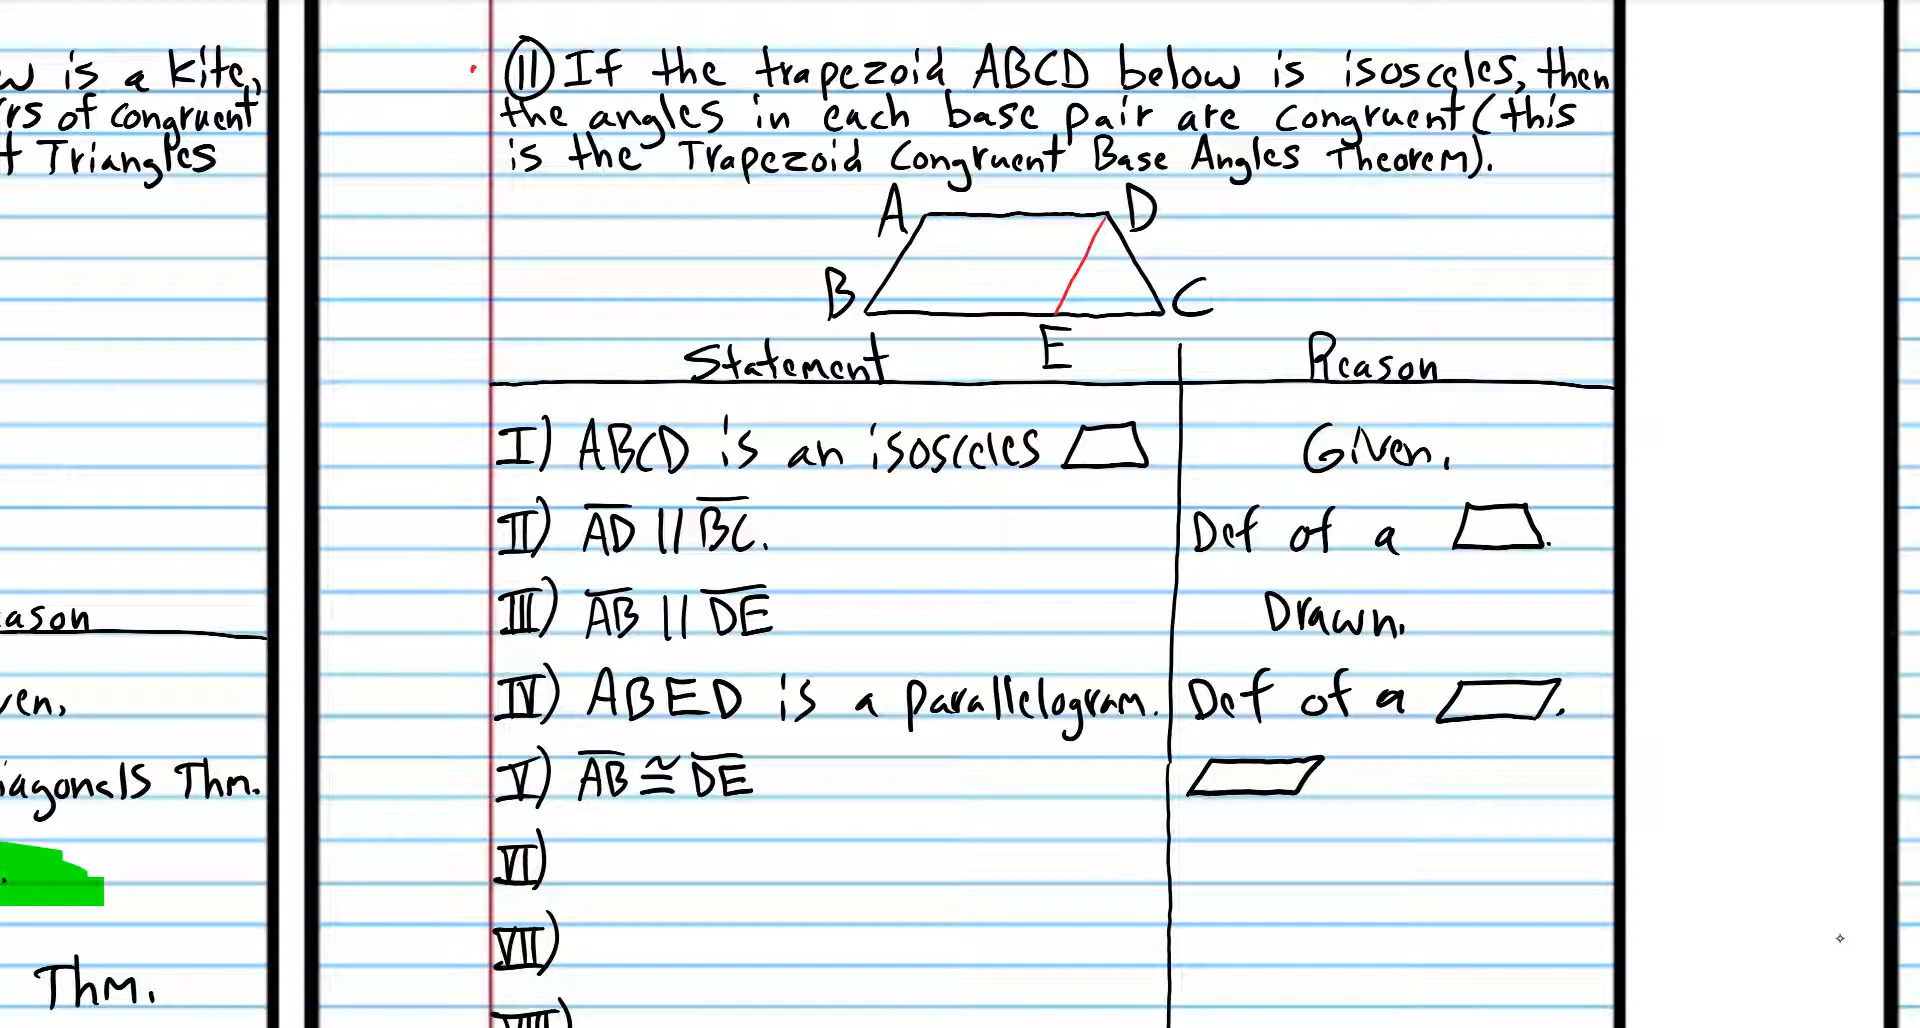 w is a kite,
rs of congruent
t Triangles
eason
ven.
iagonals Thm.
Thm.
(11) If the trapezoid ABCD below is isosceles, then
the angles in each base pair are congruent (this
is the Trapezoid Congruent Base Angles Theorem).
A D
B C
E
Statement Reason
I) ABCD is an isosceles Given.
II) AD || BC. Def of a .
III) AB || DE Drawn.
IV) ABED is a parallelogram. Def of a .
V) AB ≅ DE
VI)
VII)
VIII)